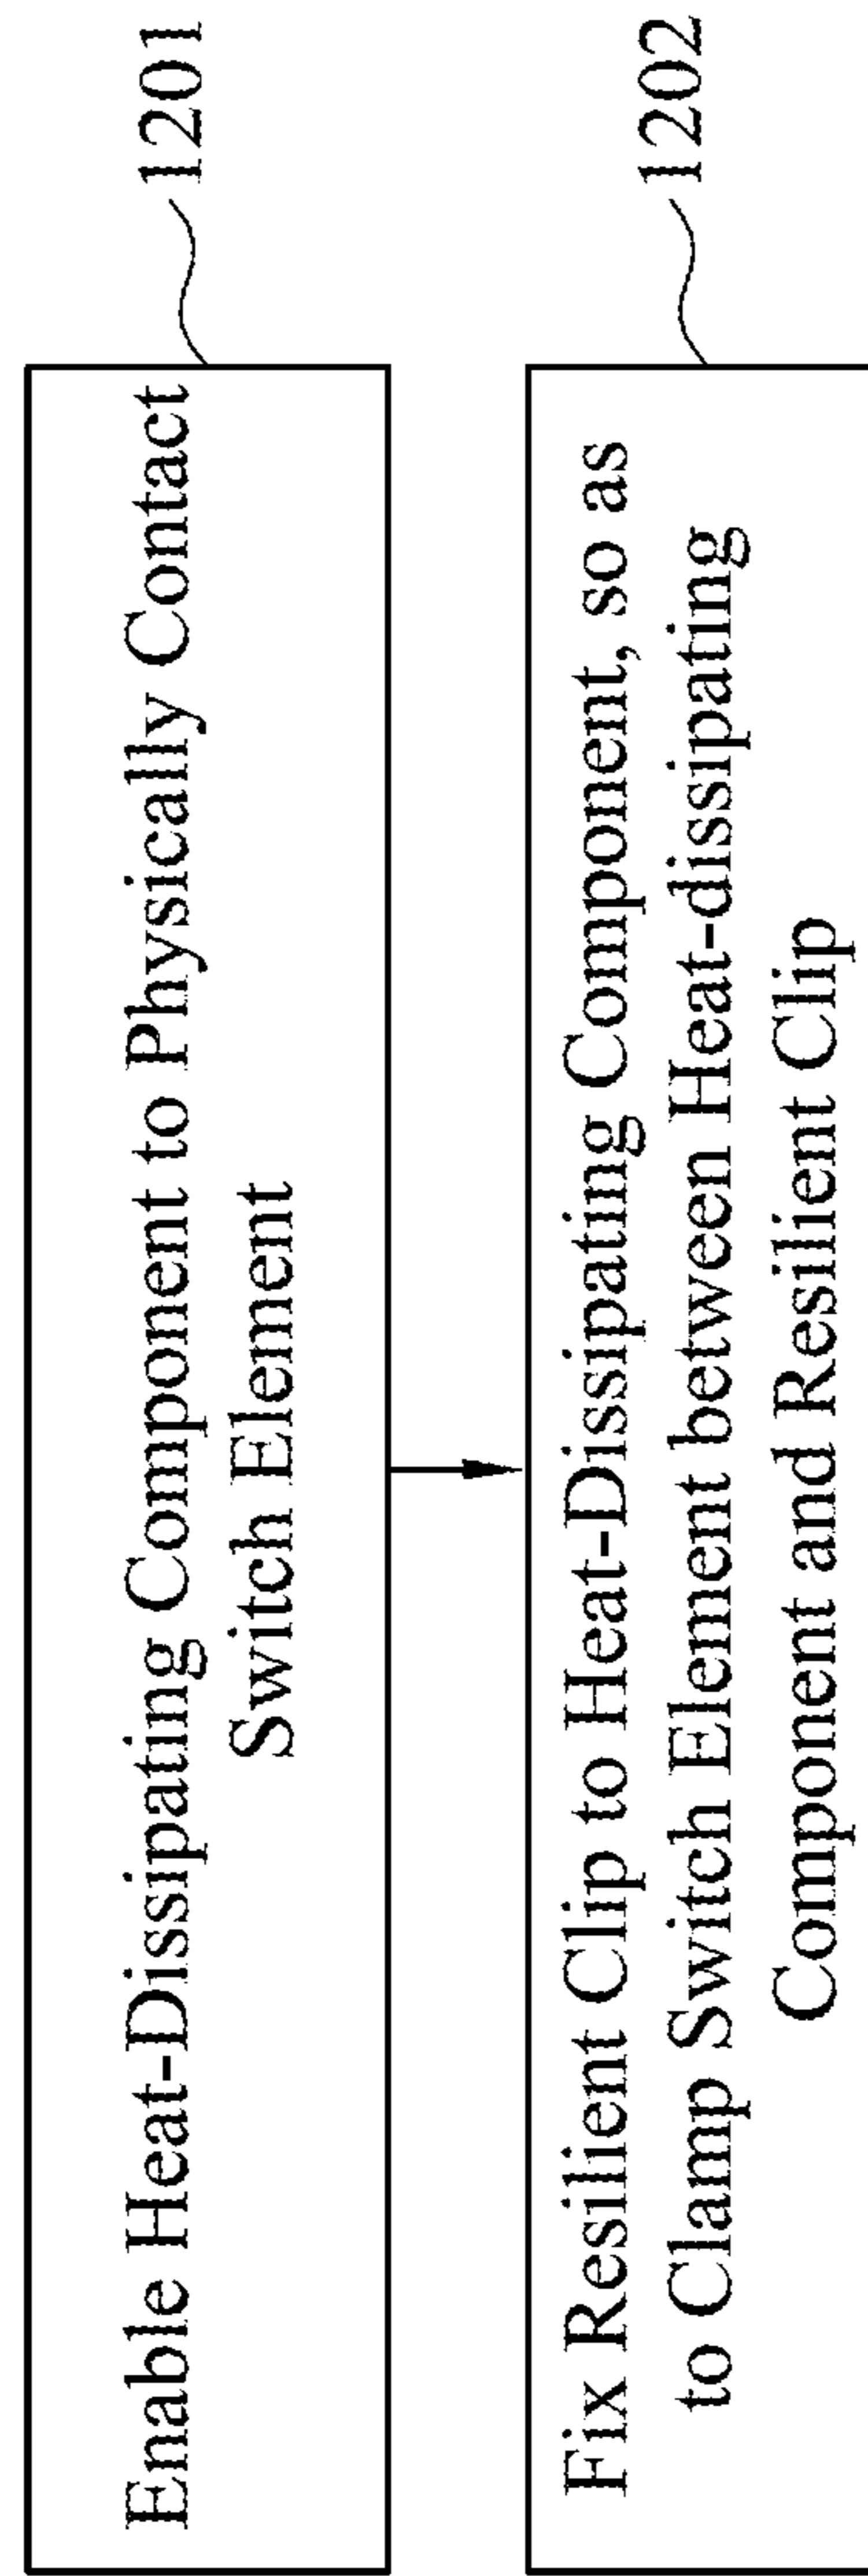 Enable Heat-Dissipating Component to Physically Contact
Switch Element
1201
Fix Resilient Clip to Heat-Dissipating Component, so as
to Clamp Switch Element between Heat-dissipating
Component and Resilient Clip
1202